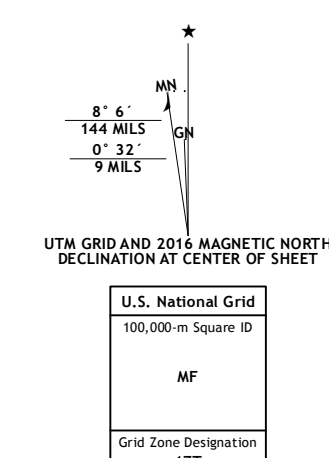 ★
MN
8° 6´
144 MILS
GN
0° 32´
9 MILS
UTM GRID AND 2016 MAGNETIC NORTH
DECLINATION AT CENTER OF SHEET
U.S. National Grid
100,000-m Square ID
MF
Grid Zone Designation